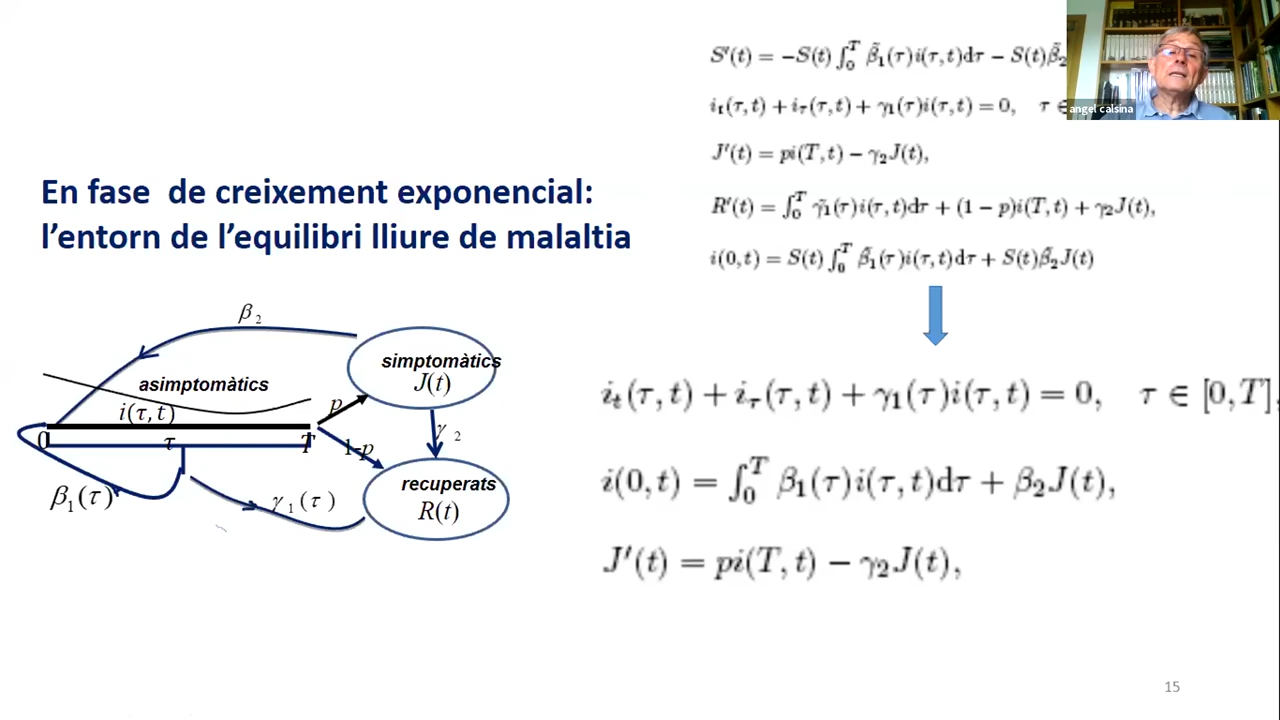 S′(t) = −S(t) ∫₀ᵀ β̃₁(τ)i(τ,t)dτ − S(t)β̃₂
iₜ(τ,t) + i_τ(τ,t) + γ₁(τ)i(τ,t) = 0, τ ∈
J′(t) = pi(T,t) − γ₂J(t),
R′(t) = ∫₀ᵀ γ̃₁(τ)i(τ,t)dτ + (1 − p)i(T,t) + γ₂J(t),
i(0,t) = S(t) ∫₀ᵀ β̃₁(τ)i(τ,t)dτ + S(t)β̃₂J(t)
angel calsina
En fase de creixement exponencial:
l’entorn de l’equilibri lliure de malaltia
β₂
simptomàtics
J(t)
asimptomàtics
i(τ,t)
p
0
τ
T
1-p
γ₂
β₁(τ)
γ₁(τ)
recuperats
R(t)
iₜ(τ,t) + i_τ(τ,t) + γ₁(τ)i(τ,t) = 0, τ ∈ [0,T],
i(0,t) = ∫₀ᵀ β₁(τ)i(τ,t)dτ + β₂J(t),
J′(t) = pi(T,t) − γ₂J(t),
15